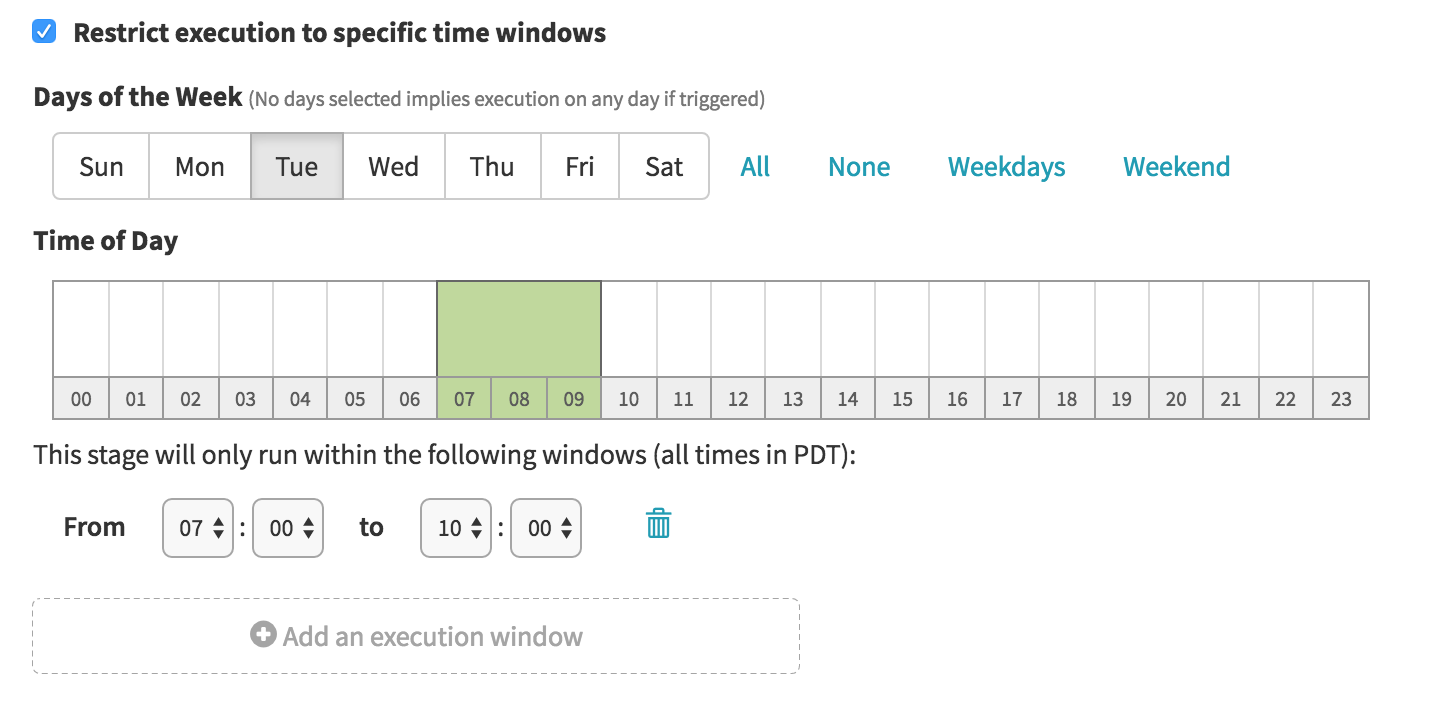 Restrict execution to specific time windows
Days of the Week (No days selected implies execution on any day if triggered)
Sun Mon Tue Wed Thu Fri Sat All None Weekdays Weekend
Time of Day
00 01 02 03 04 05 06 07 08 09 10 11 12 13 14 15 16 17 18 19 20 21 22 23
This stage will only run within the following windows (all times in PDT):
From 07 : 00 to 10 : 00
Add an execution window